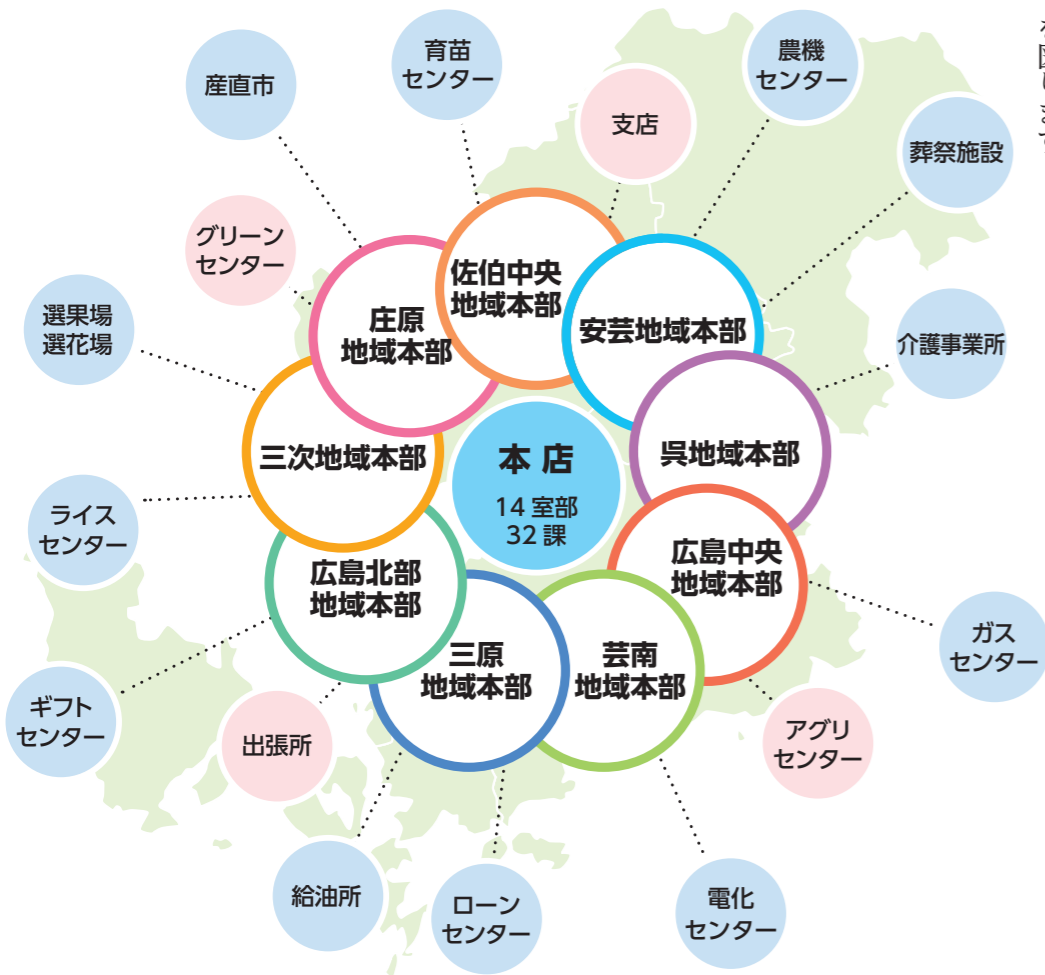 産直市
育苗
センター
農機
センター
支店
葬祭施設
グリーン
センター
選果場
選花場
介護事業所
佐伯中央
地域本部
庄原
地域本部
安芸地域本部
三次地域本部
本店
14室部
32課
呉地域本部
ライス
センター
広島北部
地域本部
広島中央
地域本部
三原
地域本部
芸南
地域本部
ガス
センター
ギフト
センター
出張所
アグリ
センター
給油所
ローン
センター
電化
センター